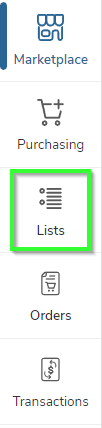 Marketplace
Purchasing
Lists
Orders
Transactions